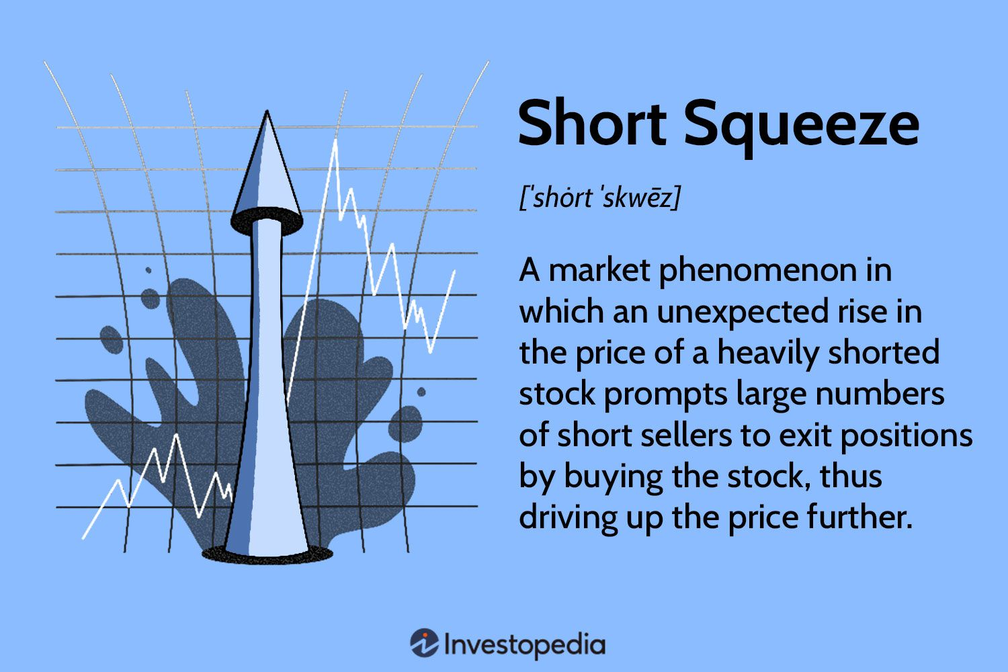 Short Squeeze
[ˈshȯrt ˈskwēz]
A market phenomenon in
which an unexpected rise in
the price of a heavily shorted
stock prompts large numbers
of short sellers to exit positions
by buying the stock, thus
driving up the price further.
Investopedia